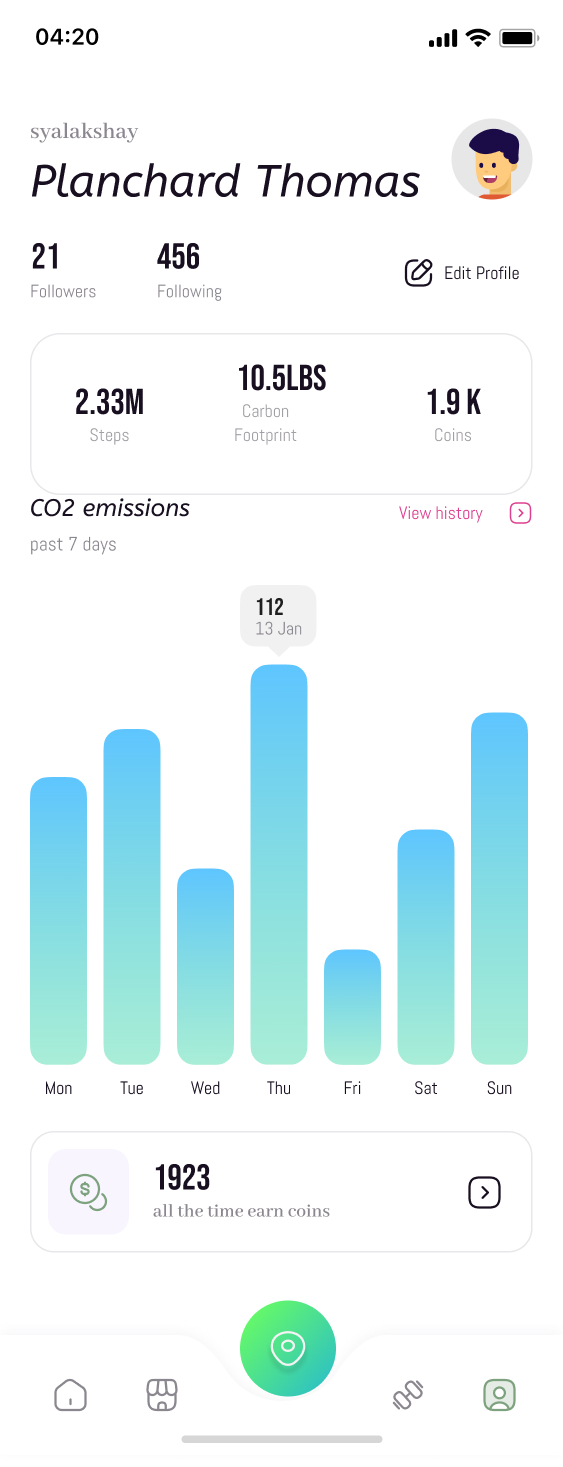 04:20
syalakshay
Planchard Thomas
21
456
Followers
Following
Edit Profile
2.33M
10.5LBS
1.9 K
Steps
Carbon
Footprint
Coins
CO2 emissions
View history
past 7 days
112
13 Jan
Mon Tue Wed Thu Fri Sat Sun
$
1923
all the time earn coins